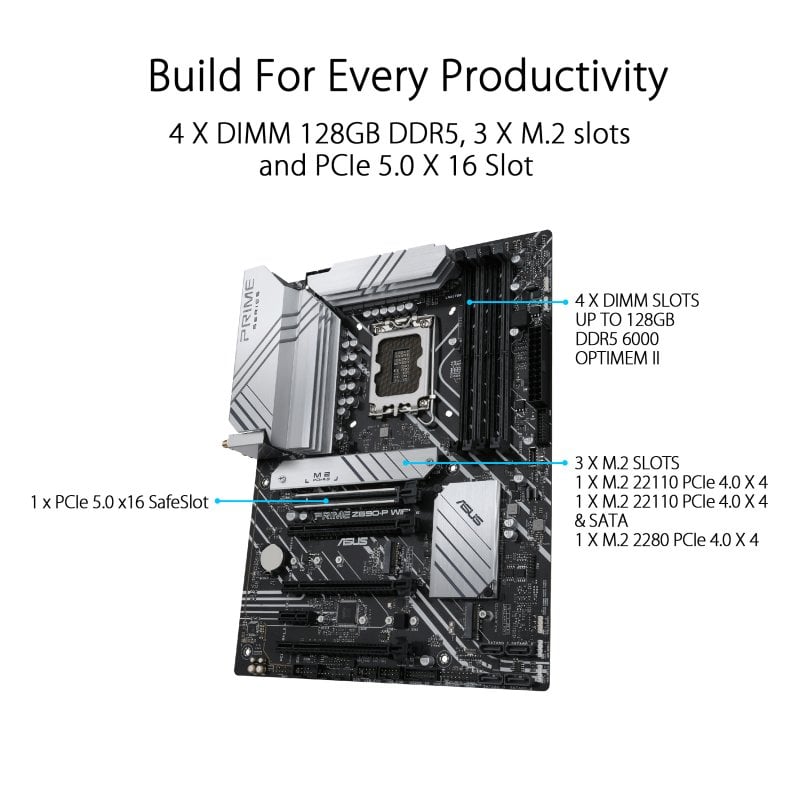 Build For Every Productivity
4 X DIMM 128GB DDR5, 3 X M.2 slots
and PCIe 5.0 X 16 Slot
4 X DIMM SLOTS
UP TO 128GB
DDR5 6000
OPTIMEM II
PRIME
SERIES
3 X M.2 SLOTS
1 X M.2 22110 PCIe 4.0 X 4
1 X M.2 22110 PCIe 4.0 X 4
& SATA
1 X M.2 2280 PCIe 4.0 X 4
M.2
1 x PCIe 5.0 x16 SafeSlot
PRIME Z690-P WIFI
ASUS
ASUS